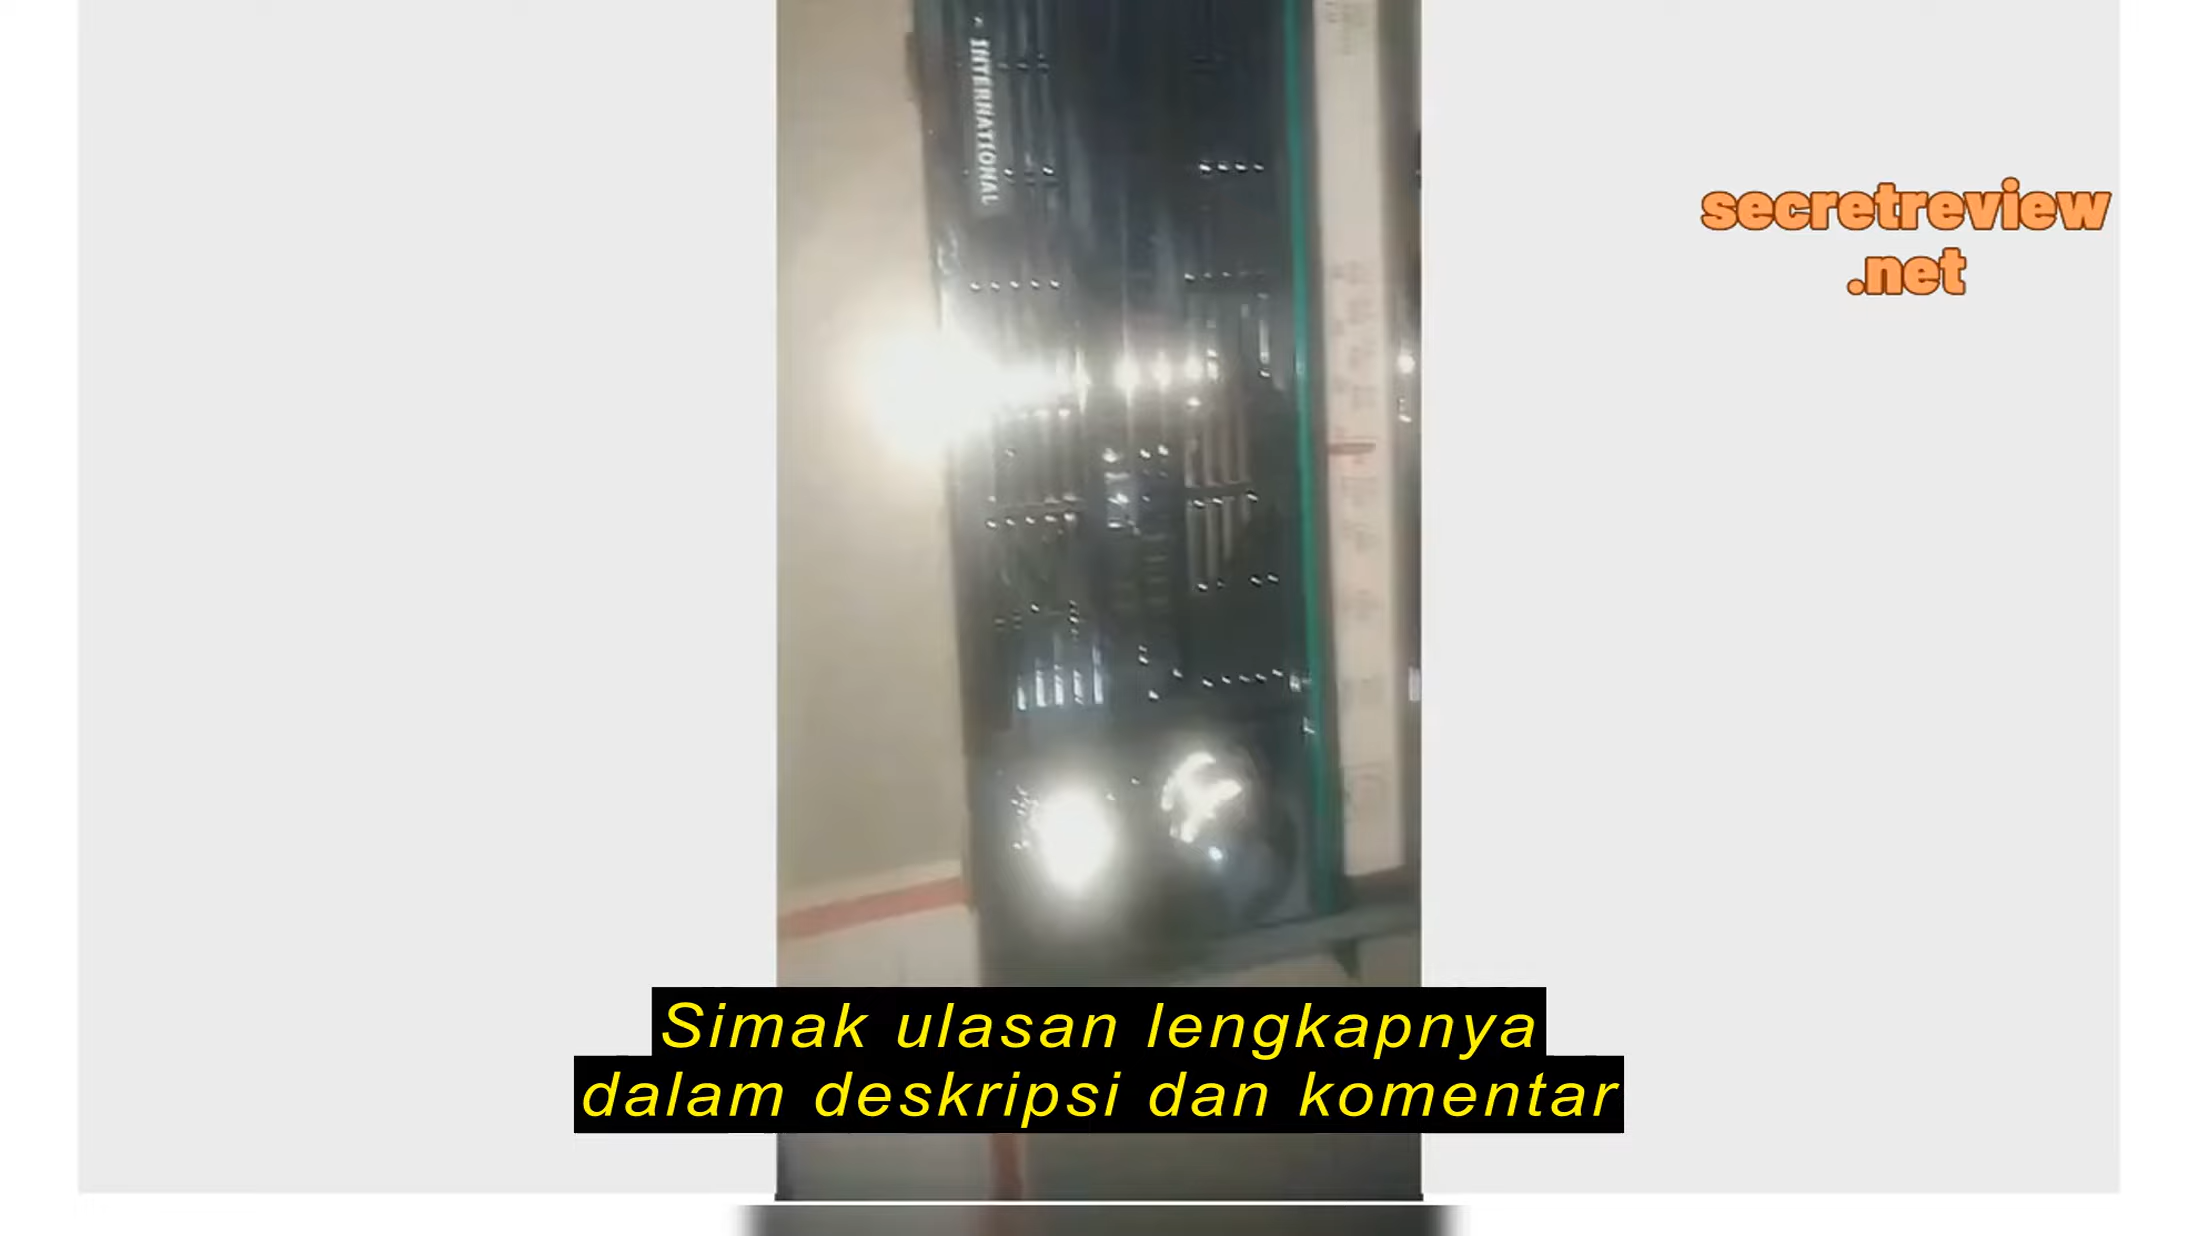 INTERNATIONAL
secretreview
.net
Simak ulasan lengkapnya
dalam deskripsi dan komentar